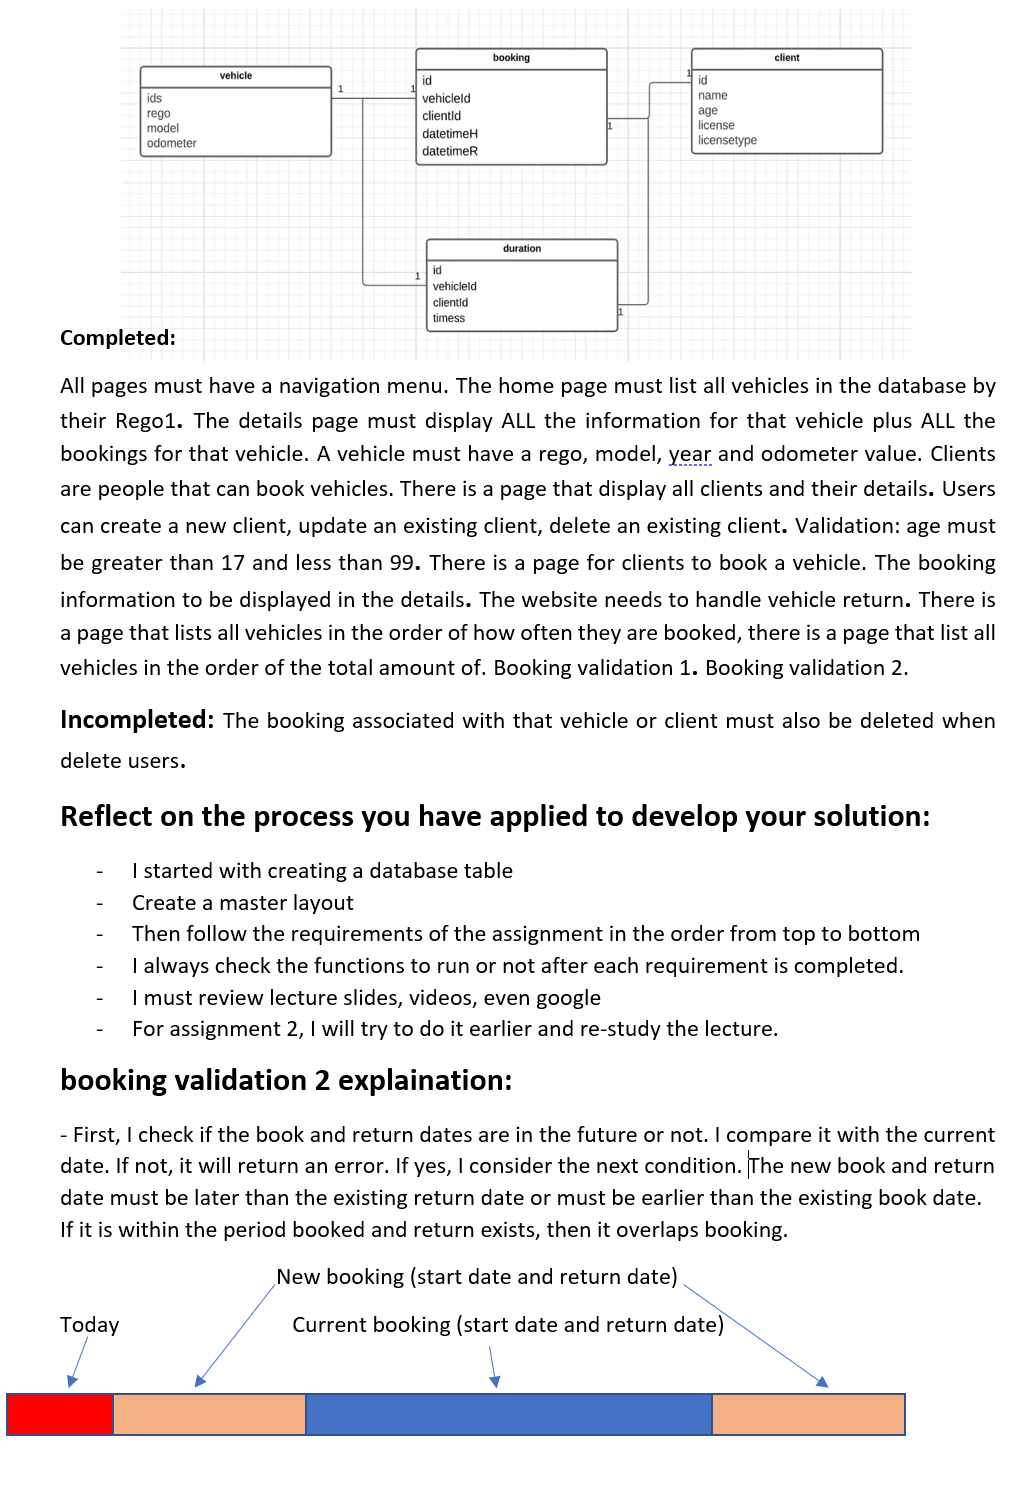 vehicle
ids
rego
model
odometer
1
1
booking
id
vehicleId
clientId
datetimeH
datetimeR
1
1
client
id
name
age
license
licensetype
1
duration
id
vehicleId
clientId
timess
1
Completed:
All pages must have a navigation menu. The home page must list all vehicles in the database by
their Rego1. The details page must display ALL the information for that vehicle plus ALL the
bookings for that vehicle. A vehicle must have a rego, model, year and odometer value. Clients
are people that can book vehicles. There is a page that display all clients and their details. Users
can create a new client, update an existing client, delete an existing client. Validation: age must
be greater than 17 and less than 99. There is a page for clients to book a vehicle. The booking
information to be displayed in the details. The website needs to handle vehicle return. There is
a page that lists all vehicles in the order of how often they are booked, there is a page that list all
vehicles in the order of the total amount of. Booking validation 1. Booking validation 2.
Incompleted: The booking associated with that vehicle or client must also be deleted when
delete users.
Reflect on the process you have applied to develop your solution:
- I started with creating a database table
- Create a master layout
- Then follow the requirements of the assignment in the order from top to bottom
- I always check the functions to run or not after each requirement is completed.
- I must review lecture slides, videos, even google
- For assignment 2, I will try to do it earlier and re-study the lecture.
booking validation 2 explaination:
- First, I check if the book and return dates are in the future or not. I compare it with the current
date. If not, it will return an error. If yes, I consider the next condition. The new book and return
date must be later than the existing return date or must be earlier than the existing book date.
If it is within the period booked and return exists, then it overlaps booking.
New booking (start date and return date)
Today
Current booking (start date and return date)